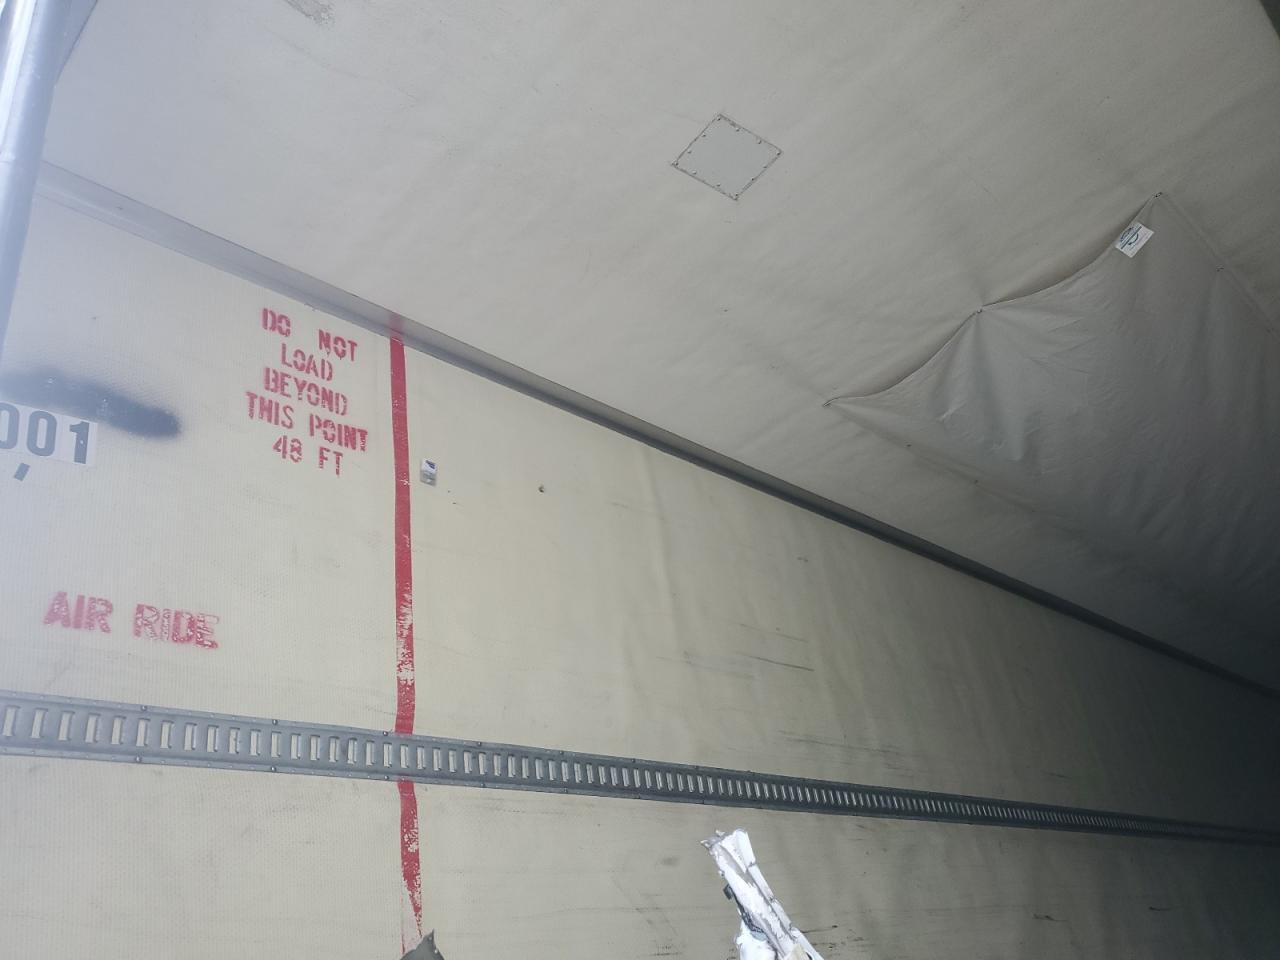 DO NOT
LOAD
BEYOND
THIS POINT
48 FT
001
,
AIR RIDE